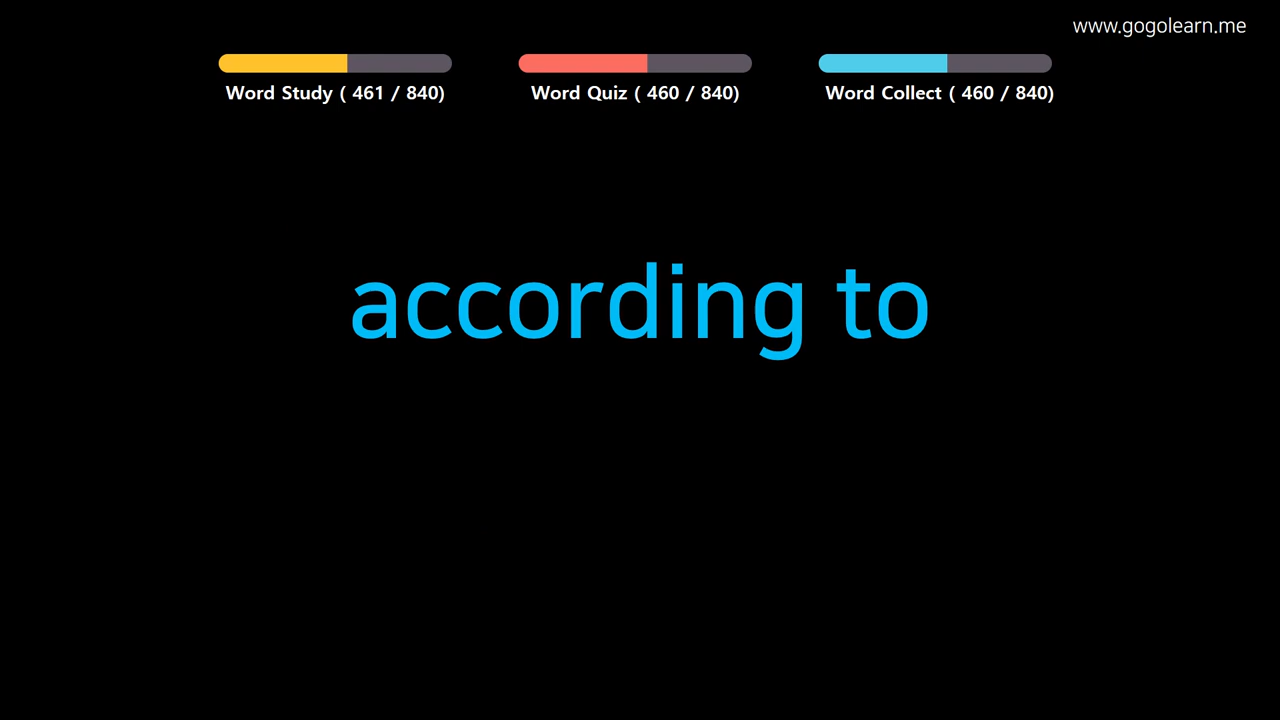 www.gogolearn.me
Word Study ( 461 / 840)
Word Quiz ( 460 / 840)
Word Collect ( 460 / 840)
according to